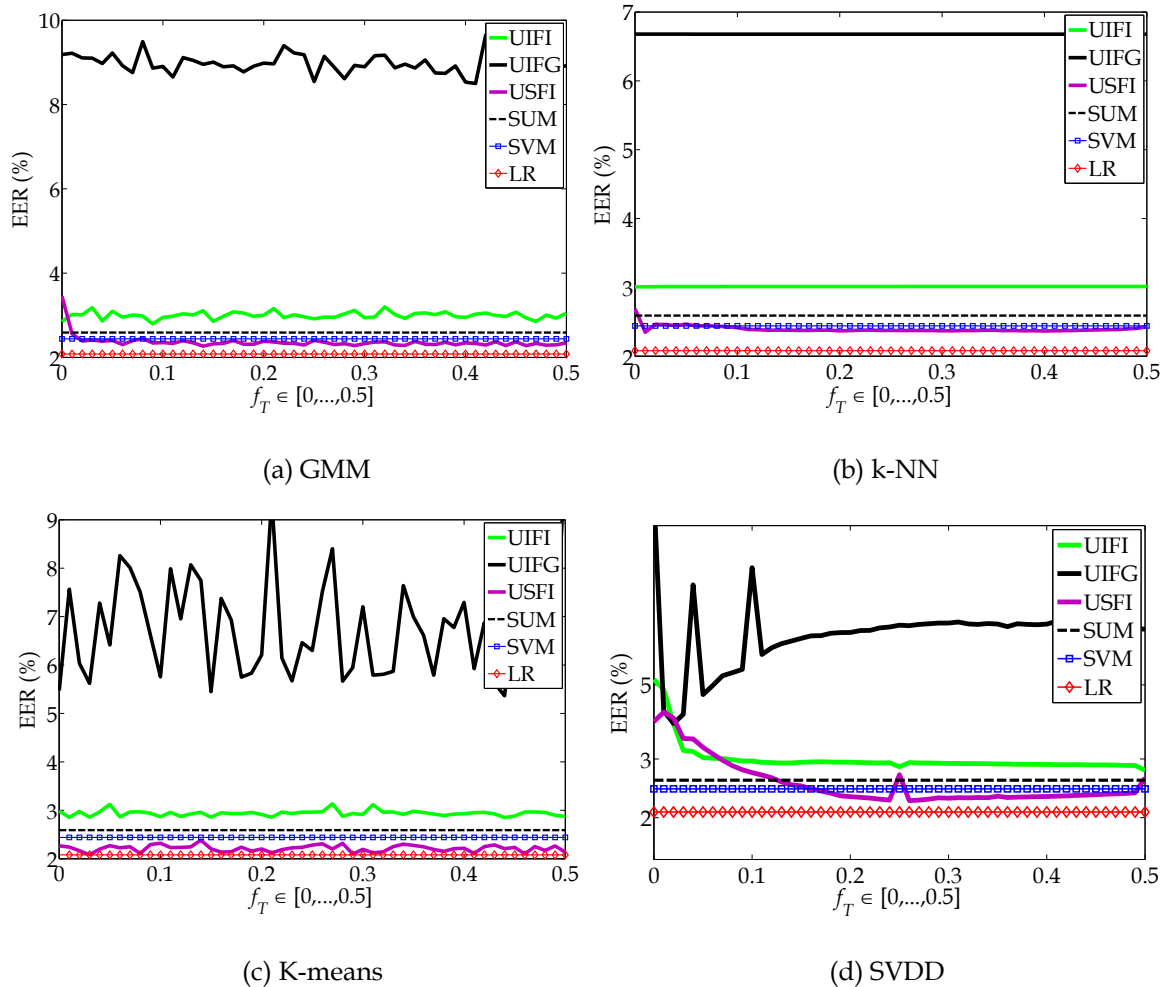 10
8
6
4
2
EER (%)
0
0.1
0.2
0.3
0.4
0.5
f_T ∈ [0,...,0.5]
UIFI
UIFG
USFI
SUM
SVM
LR
(a) GMM
7
6
5
4
3
2
EER (%)
0
0.1
0.2
0.3
0.4
0.5
f_T ∈ [0,...,0.5]
UIFI
UIFG
USFI
SUM
SVM
LR
(b) k-NN
9
8
7
6
5
4
3
2
EER (%)
0
0.1
0.2
0.3
0.4
0.5
f_T ∈ [0,...,0.5]
UIFI
UIFG
USFI
SUM
SVM
LR
(c) K-means
5
3
2
EER (%)
0
0.1
0.2
0.3
0.4
0.5
f_T ∈ [0,...,0.5]
UIFI
UIFG
USFI
SUM
SVM
LR
(d) SVDD